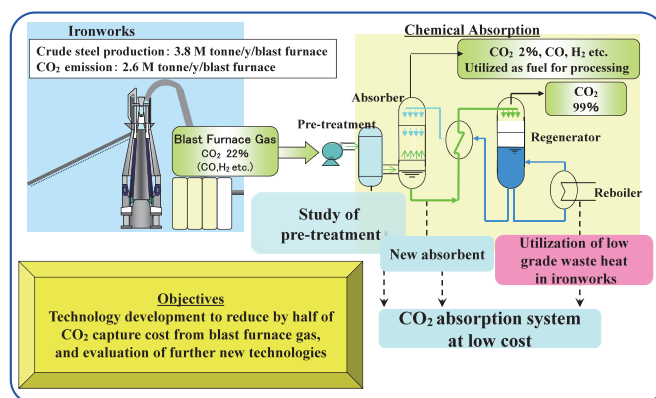 Ironworks
Crude steel production: 3.8 M tonne/y/blast furnace
CO₂ emission: 2.6 M tonne/y/blast furnace
Chemical Absorption
CO₂ 2%, CO, H₂ etc.
Utilized as fuel for processing
CO₂
99%
Absorber
Pre-treatment
Blast Furnace Gas
CO₂ 22%
(CO,H₂ etc.)
Regenerator
Reboiler
Study of
pre-treatment
New absorbent
Utilization of low
grade waste heat
in ironworks
Objectives
Technology development to reduce by half of
CO₂ capture cost from blast furnace gas,
and evaluation of further new technologies
CO₂ absorption system
at low cost